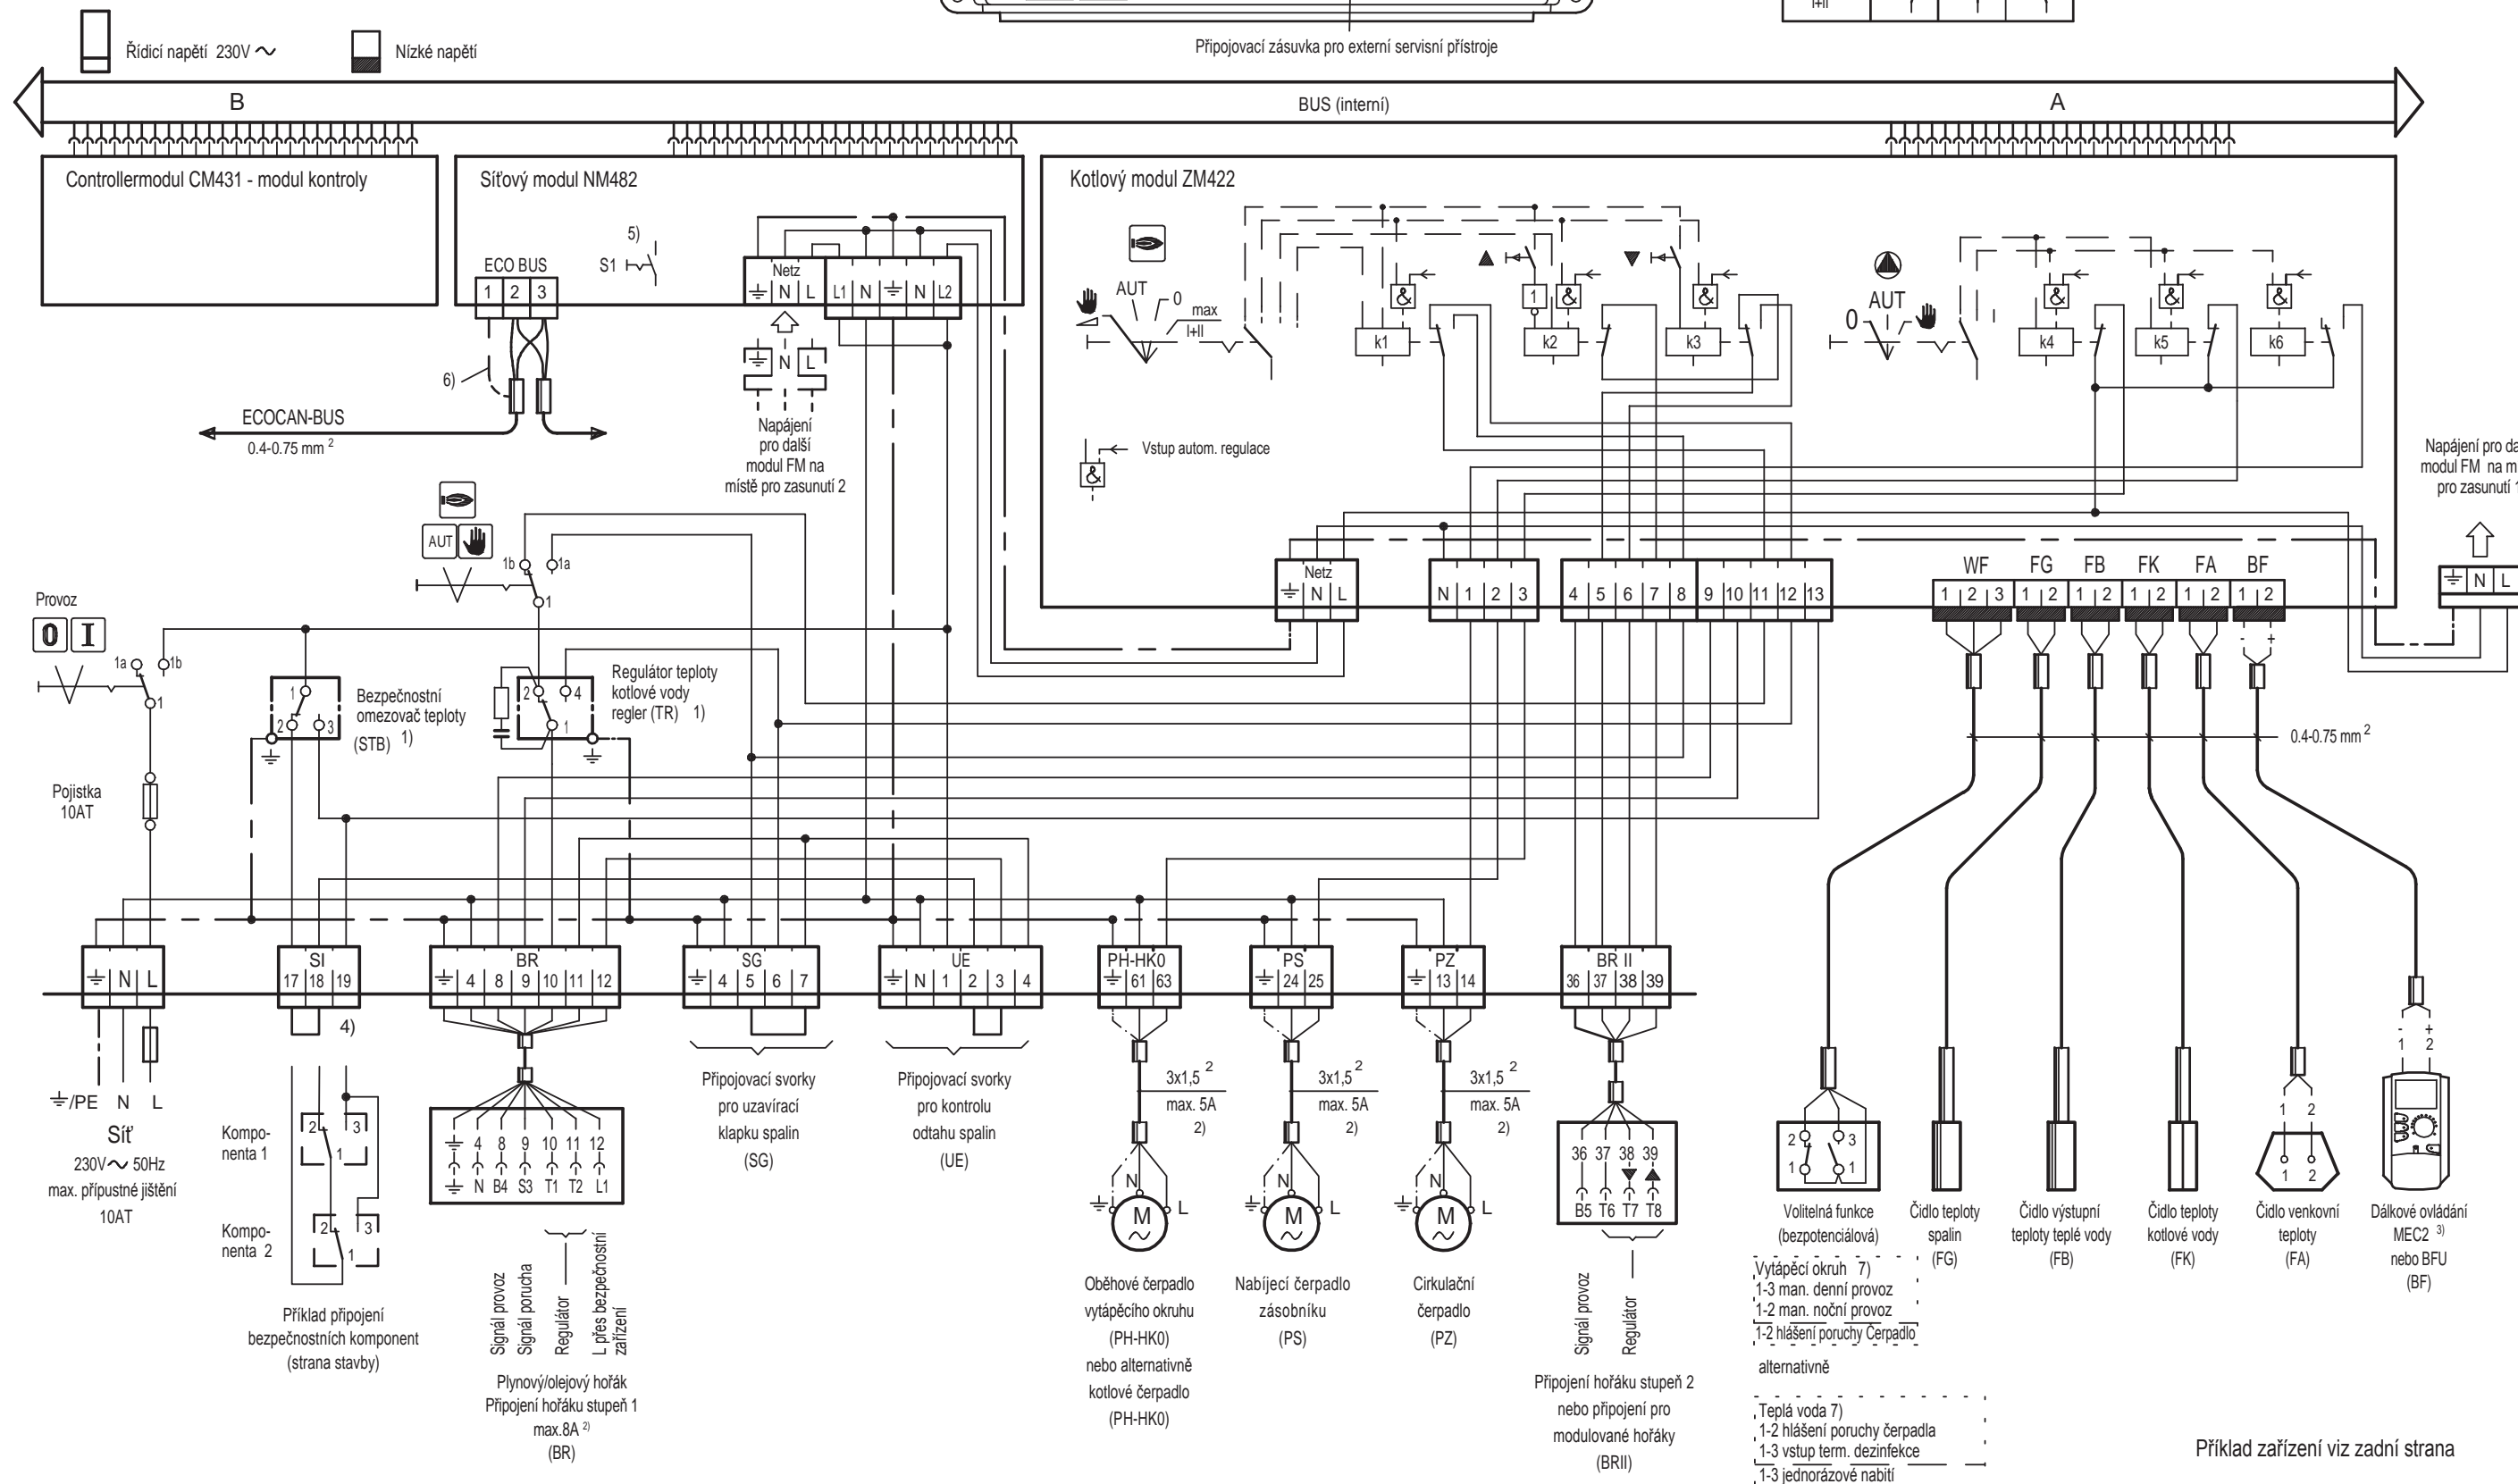 I+II
Připojovací zásuvka pro externí servisní přístroje
Řídicí napětí 230V
Nízké napětí
B
BUS (interní)
A
Controllermodul CM431 - modul kontroly
Síťový modul NM482
Kotlový modul ZM422
5)
S1
ECO BUS
1 2 3
Netz
N L
L1 N N L2
6)
N L
ECOCAN-BUS
0.4-0.75 mm 2
Napájení
pro další
modul FM na
místě pro zasunutí 2
AUT
0
max
I+II
k1
&
1
&
k2
&
k3
AUT
0
&
k4
&
k5
&
k6
&
Vstup autom. regulace
Napájení pro
modul FM na
pro zasunutí
N L
AUT
1b 1a
1
Provoz
0 I
1a 1b
1
Pojistka
10AT
1
2 3
Bezpečnostní
omezovač teploty
(STB) 1)
2 4
1
Regulátor teploty
kotlové vody
regler (TR) 1)
Netz
N L
N 1 2 3
4 5 6 7 8
9 10 11 12 13
WF FG FB FK FA BF
1 2 3 1 2 1 2 1 2 1 2 1 2
- +
0.4-0.75 mm 2
N L
SI
17 18 19
BR
4 8 9 10 11 12
SG
4 5 6 7
UE
N 1 2 3 4
PH-HK0
61 63
PS
24 25
PZ
13 14
BR II
36 37 38 39
/PE N L
Síť
230V 50Hz
max. přípustné jištění
10AT
4)
Kompo-
nenta 1
2 3
1
Kompo-
nenta 2
2 3
1
Příklad připojení
bezpečnostních komponent
(strana stavby)
4 8 9 10 11 12
N B4 S3 T1 T2 L1
Signál provoz
Signál porucha
Regulátor
L přes bezpečnostní
zařízení
Plynový/olejový hořák
Připojení hořáku stupeň 1
max.8A 2)
(BR)
Připojovací svorky
pro uzavírací
klapku spalin
(SG)
Připojovací svorky
pro kontrolu
odtahu spalin
(UE)
3x1,5 2
max. 5A
2)
N
M
L
Oběhové čerpadlo
vytápěcího okruhu
(PH-HK0)
nebo alternativně
kotlové čerpadlo
(PH-HK0)
3x1,5 2
max. 5A
2)
N
M
L
Nabíjecí čerpadlo
zásobníku
(PS)
3x1,5 2
max. 5A
2)
N
M
L
Cirkulační
čerpadlo
(PZ)
36 37 38 39
B5 T6 T7 T8
Signál provoz
Regulátor
Připojení hořáku stupeň 2
nebo připojení pro
modulované hořáky
(BRII)
2 3
1 1
Volitelná funkce
(bezpotenciálová)
Vytápěcí okruh 7)
1-3 man. denní provoz
1-2 man. noční provoz
1-2 hlášení poruchy Čerpadlo
alternativně
Teplá voda 7)
1-2 hlášení poruchy čerpadla
1-3 vstup term. dezinfekce
1-3 jednorázové nabití
Čidlo teploty
spalin
(FG)
Čidlo výstupní
teploty teplé vody
(FB)
Čidlo teploty
kotlové vody
(FK)
1 2
1 2
Čidlo venkovní
teploty
(FA)
- +
1 2
Dálkové ovládání
MEC2 3)
nebo BFU
(BF)
Příklad zařízení viz zadní strana